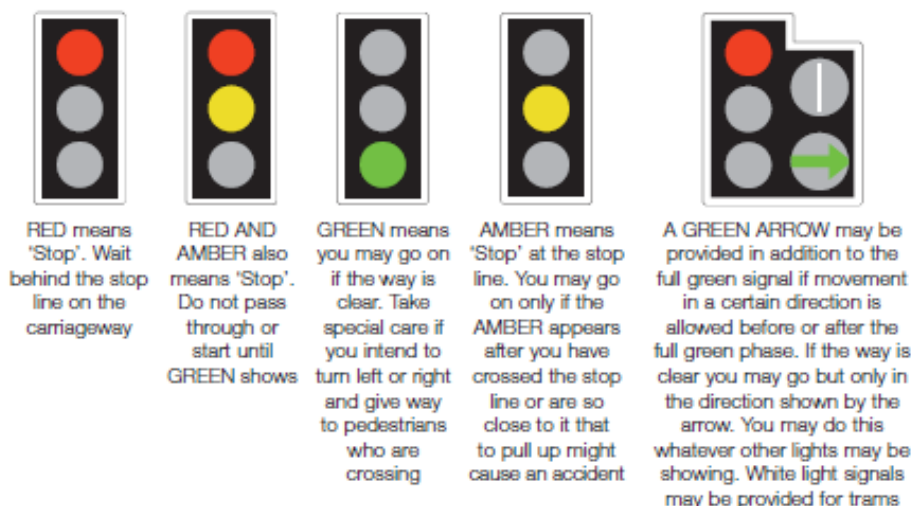 RED means
'Stop'. Wait
behind the stop
line on the
carriageway
RED AND
AMBER also
means 'Stop'.
Do not pass
through or
start until
GREEN shows
GREEN means
you may go on
if the way is
clear. Take
special care if
you intend to
turn left or right
and give way
to pedestrians
who are
crossing
AMBER means
'Stop' at the stop
line. You may go
on only if the
AMBER appears
after you have
crossed the stop
line or are so
close to it that
to pull up might
cause an accident
A GREEN ARROW may be
provided in addition to the
full green signal if movement
in a certain direction is
allowed before or after the
full green phase. If the way is
clear you may go but only in
the direction shown by the
arrow. You may do this
whatever other lights may be
showing. White light signals
may be provided for trams